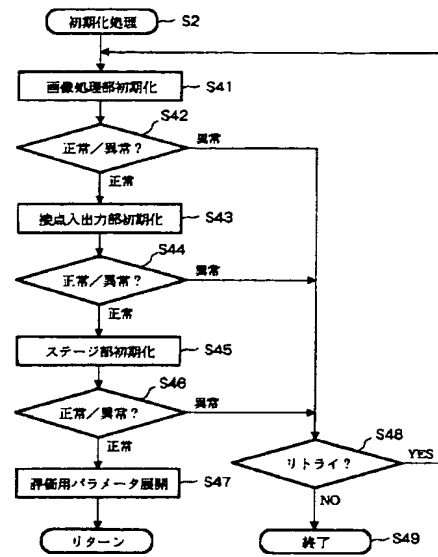 初期化処理 S2
画像処理部初期化 S41
S42
正常／異常？ 異常
正常
接点入出力部初期化 S43
S44
正常／異常？ 異常
正常
ステージ部初期化 S45
S46
正常／異常？ 異常
正常
S48
評価用パラメータ展開 S47 リトライ？ YES
NO
リターン 終了 S49